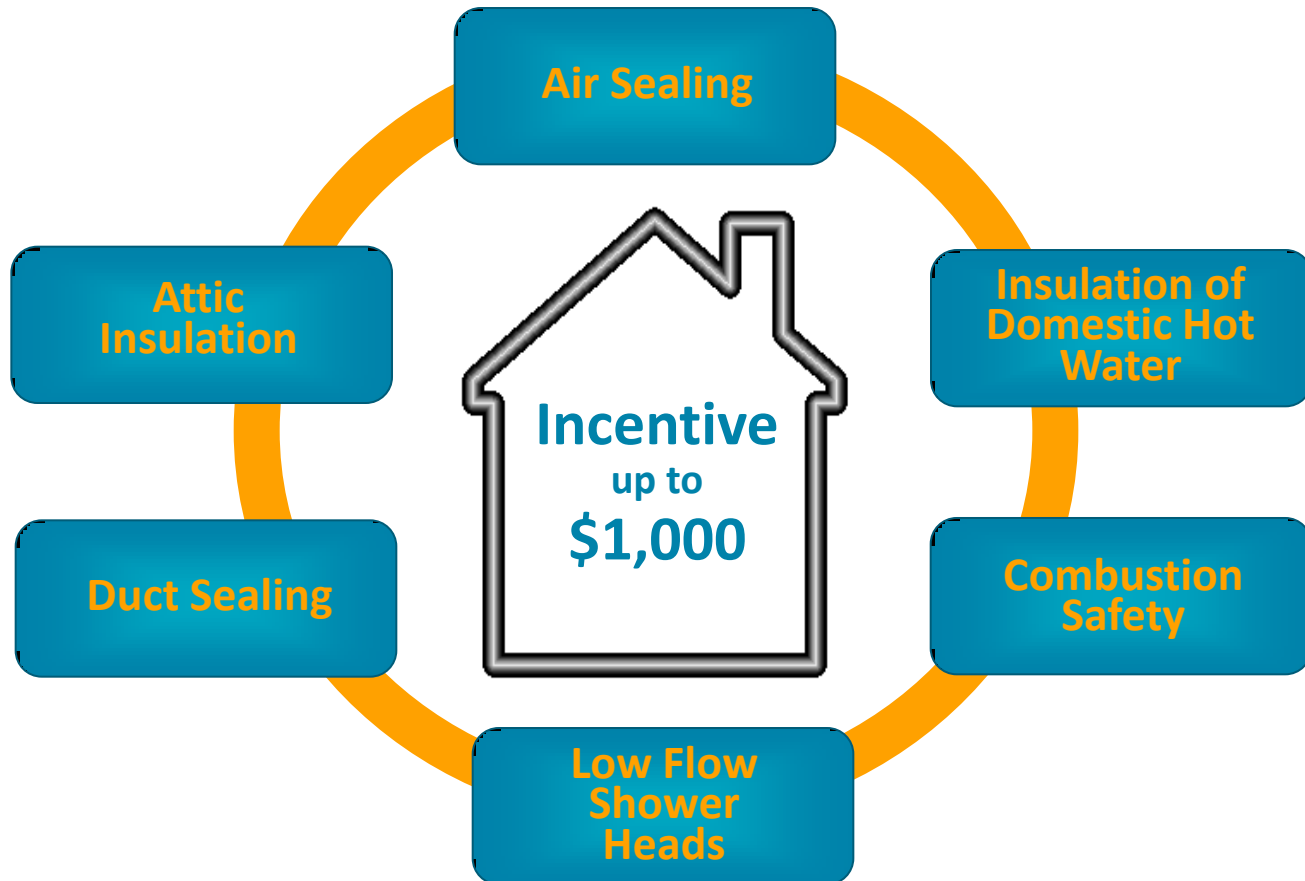 Air Sealing
Insulation of
Domestic Hot
Water
Combustion
Safety
Low Flow
Shower
Heads
Duct Sealing
Attic
Insulation
Incentive
up to
$1,000